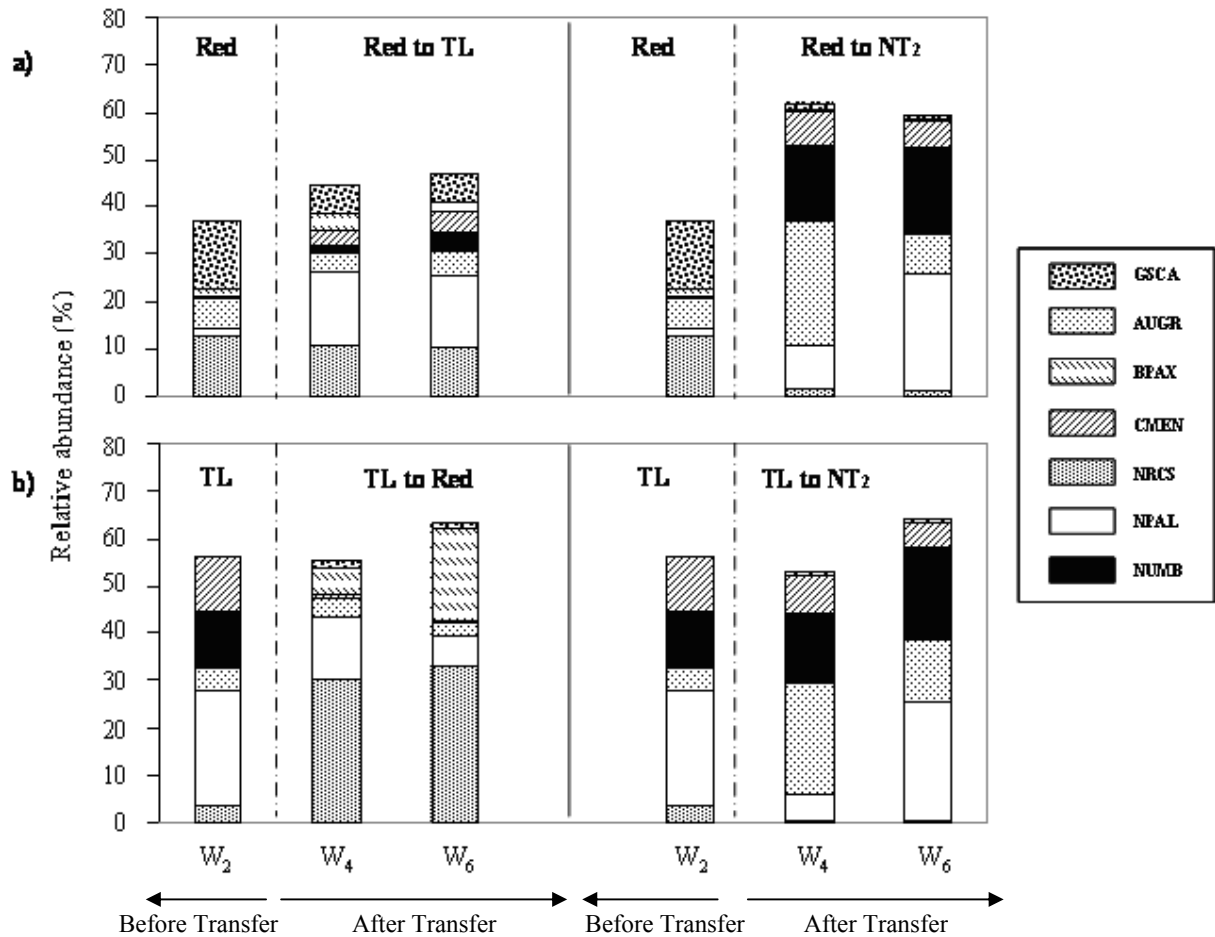 a)
Relative abundance (%)
80
70
60
50
40
30
20
10
0
Red
Red to TL
Red
Red to NT2
b)
80
70
60
50
40
30
20
10
0
TL
TL to Red
TL
TL to NT2
W2
W4
W6
W2
W4
W6
Before Transfer
After Transfer
Before Transfer
After Transfer
GSCA
AUGR
BPAX
CMEN
NRCS
NPAL
NUMB